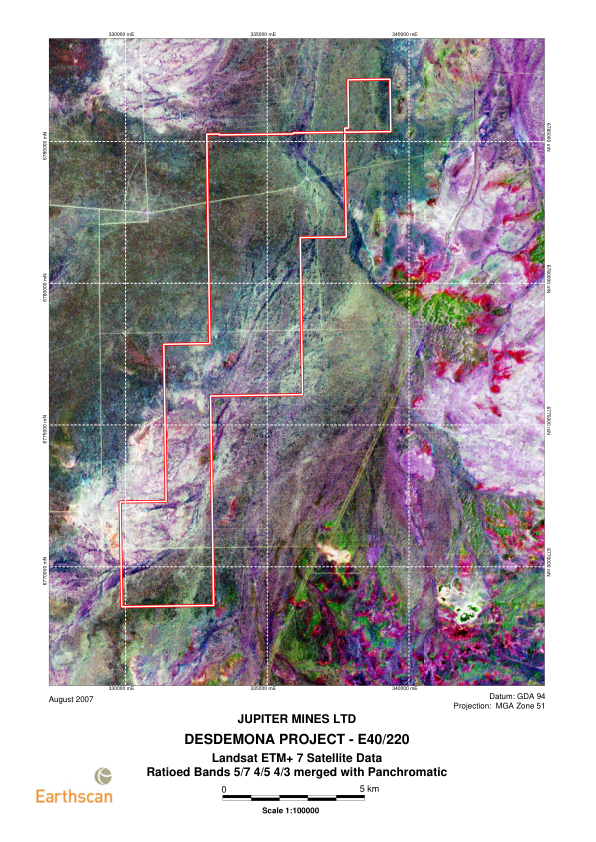 330000 mE 335000 mE 340000 mE
6785000 mN 6785000 mN
6780000 mN 6780000 mN
6775000 mN 6775000 mN
6770000 mN 6770000 mN
330000 mE 335000 mE 340000 mE
August 2007
Datum: GDA 94
Projection: MGA Zone 51
JUPITER MINES LTD
DESDEMONA PROJECT - E40/220
Landsat ETM+ 7 Satellite Data
Ratioed Bands 5/7 4/5 4/3 merged with Panchromatic
Earthscan
0 5 km
Scale 1:100000